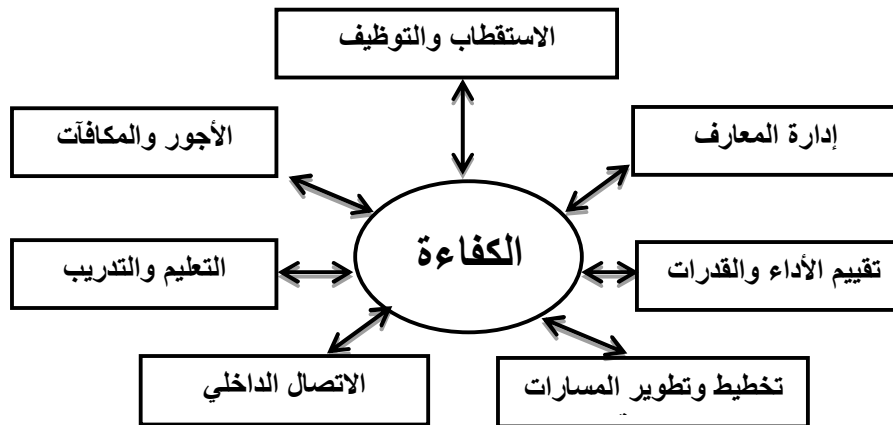 الاستقطاب والتوظيف
إدارة المعارف
الأجور والمكافآت
الكفاءة
تقييم الأداء والقدرات
التعليم والتدريب
تخطيط وتطوير المسارات
الاتصال الداخلي